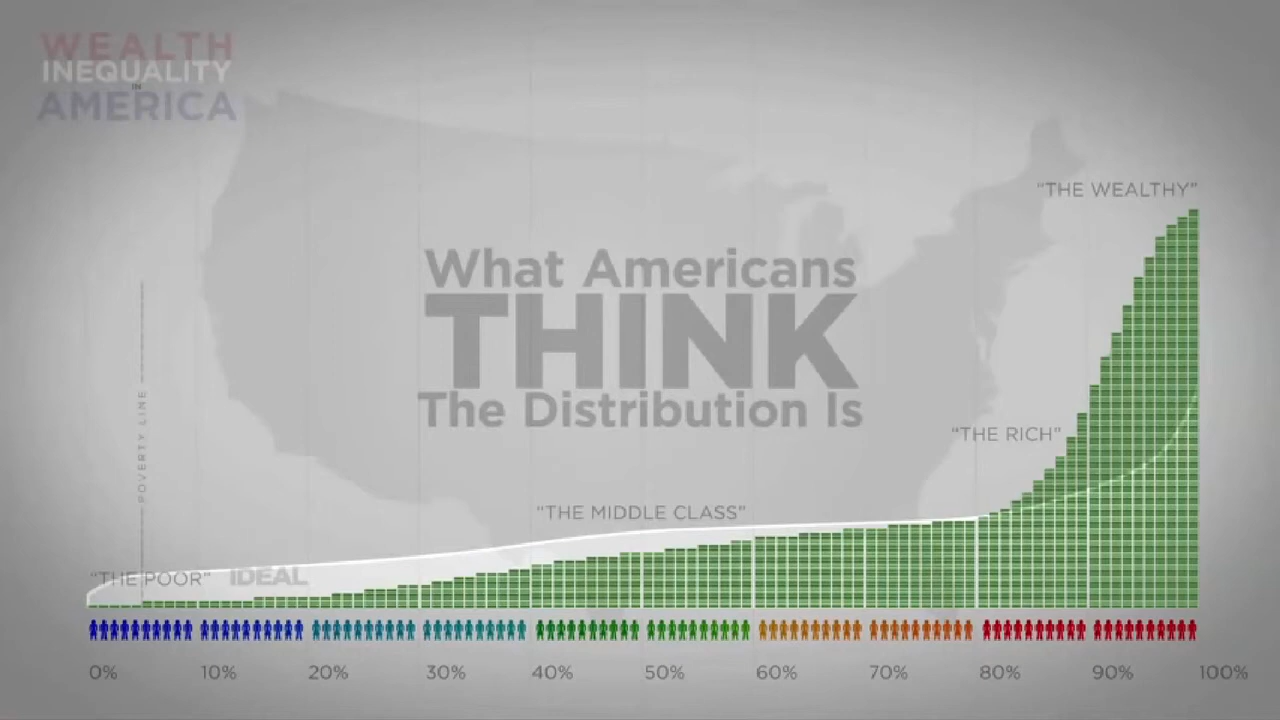 WEALTH
INEQUALITY
IN
AMERICA
"THE WEALTHY"
What Americans
THINK
The Distribution Is
POVERTY LINE
"THE RICH"
"THE MIDDLE CLASS"
"THE POOR" IDEAL
0% 10% 20% 30% 40% 50% 60% 70% 80% 90% 100%